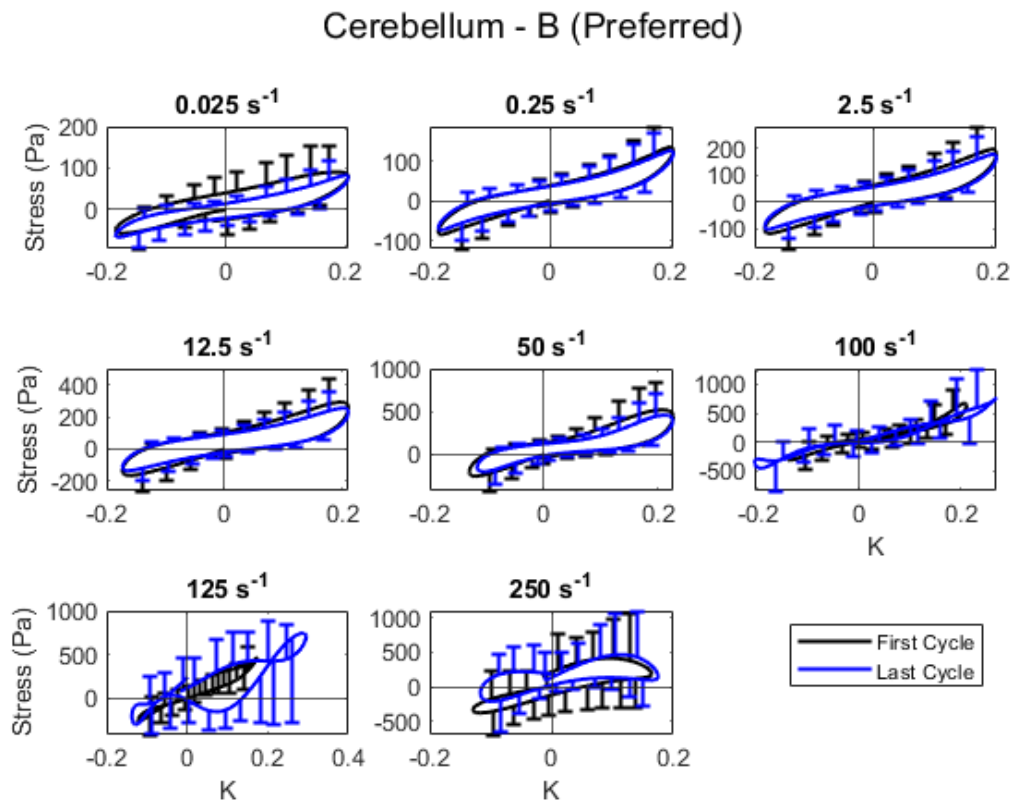 Cerebellum - B (Preferred)
0.025 s-1
0.25 s-1
2.5 s-1
Stress (Pa)
200
100
0
-0.2 0 0.2
100
0
-100
-0.2 0 0.2
200
100
0
-100
-0.2 0 0.2
12.5 s-1
50 s-1
100 s-1
Stress (Pa)
400
200
0
-200
-0.2 0 0.2
1000
500
0
-0.2 0 0.2
1000
500
0
-500
-0.2 0 0.2
K
125 s-1
250 s-1
Stress (Pa)
1000
500
0
-0.2 0 0.2 0.4
K
1000
500
0
-500
-0.2 0 0.2
K
First Cycle
Last Cycle